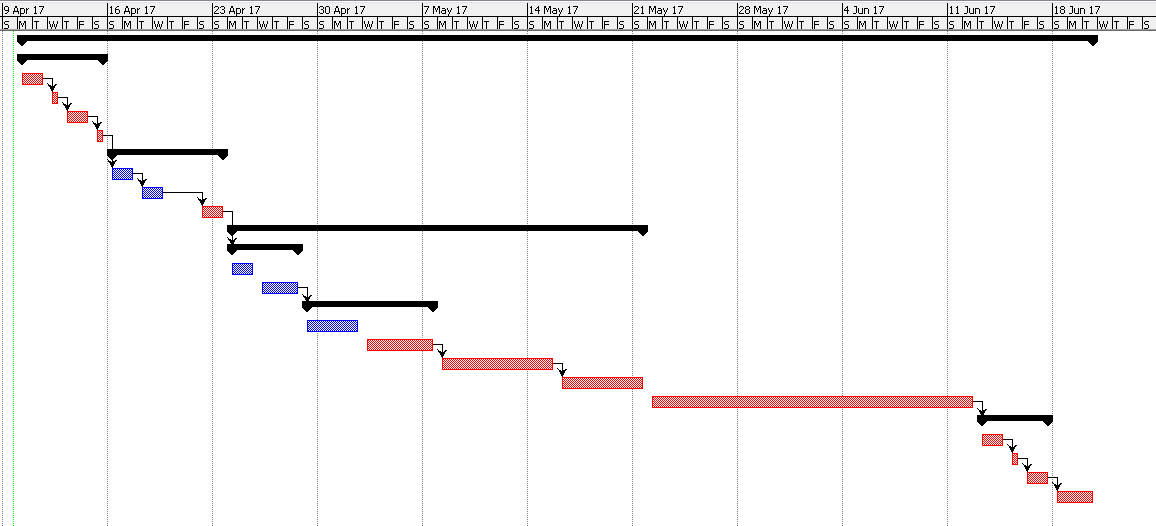 9 Apr 17 16 Apr 17 23 Apr 17 30 Apr 17 7 May 17 14 May 17 21 May 17 28 May 17 4 Jun 17 11 Jun 17 18 Jun 17
S M T W T F S S M T W T F S S M T W T F S S M T W T F S S M T W T F S S M T W T F S S M T W T F S S M T W T F S S M T W T F S S M T W T F S S M T W T F S